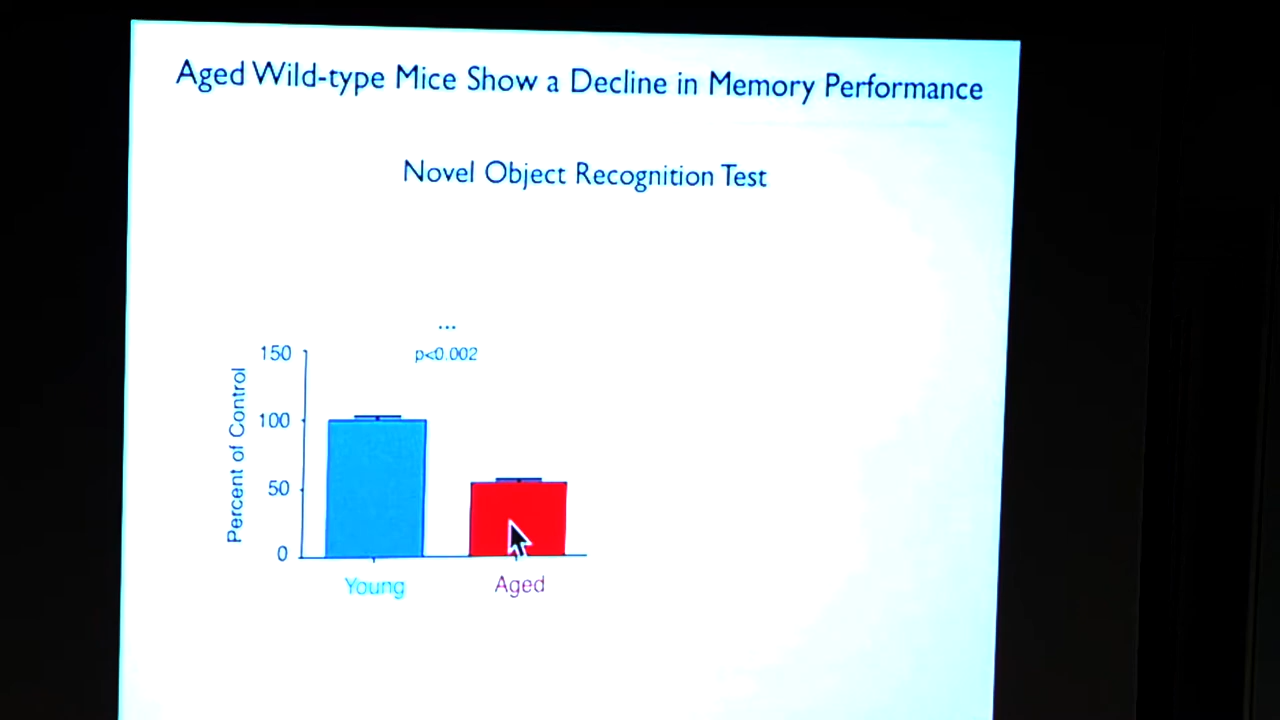 Aged Wild-type Mice Show a Decline in Memory Performance
Novel Object Recognition Test
...
p<0.002
150
100
50
0
Percent of Control
Young
Aged